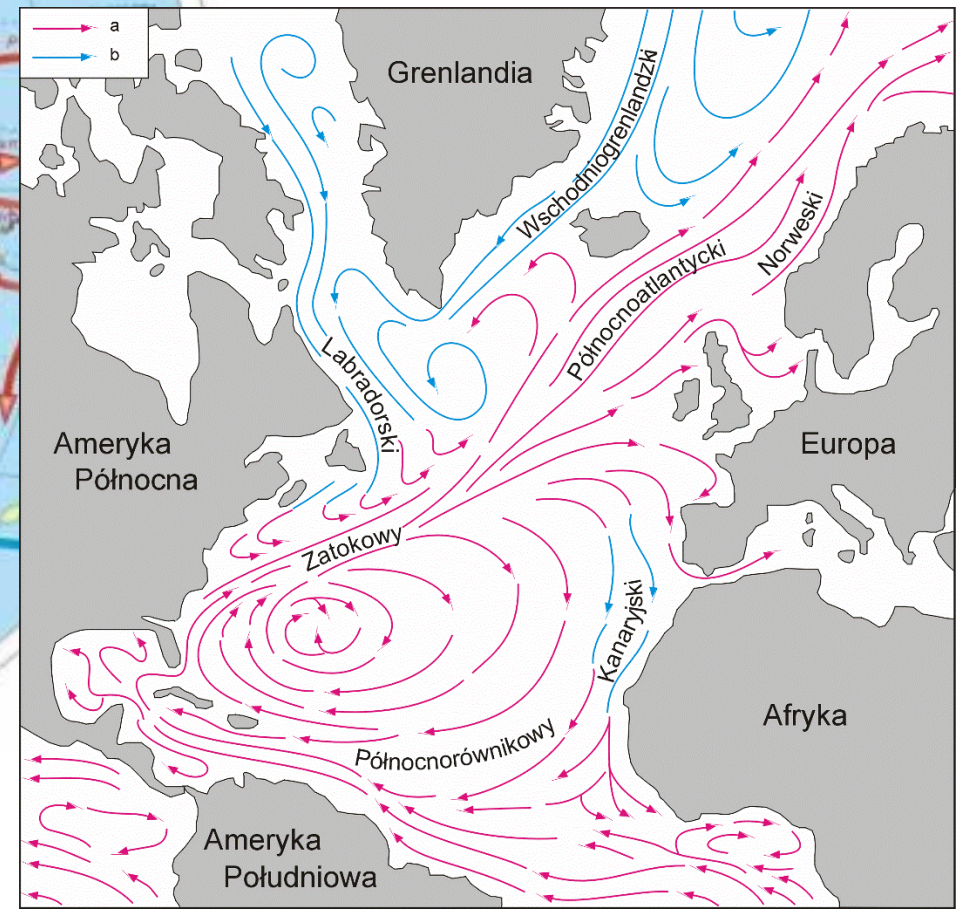 a
b
Grenlandia
Wschodniogrenlandzki
Północnoatlantycki
Norweski
Labradorski
Ameryka
Północna
Europa
Zatokowy
Kanaryjski
Afryka
Północnorównikowy
Ameryka
Południowa